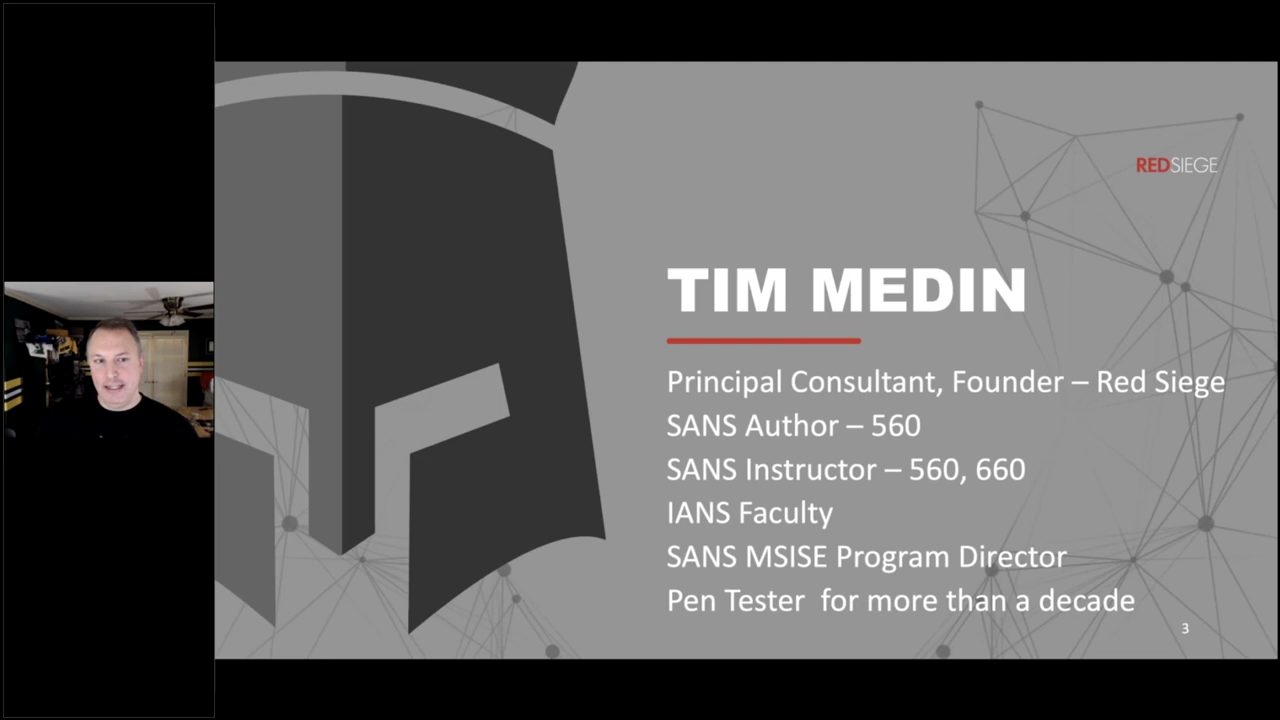 REDSIEGE
TIM MEDIN
Principal Consultant, Founder – Red Siege
SANS Author – 560
SANS Instructor – 560, 660
IANS Faculty
SANS MSISE Program Director
Pen Tester  for more than a decade
3